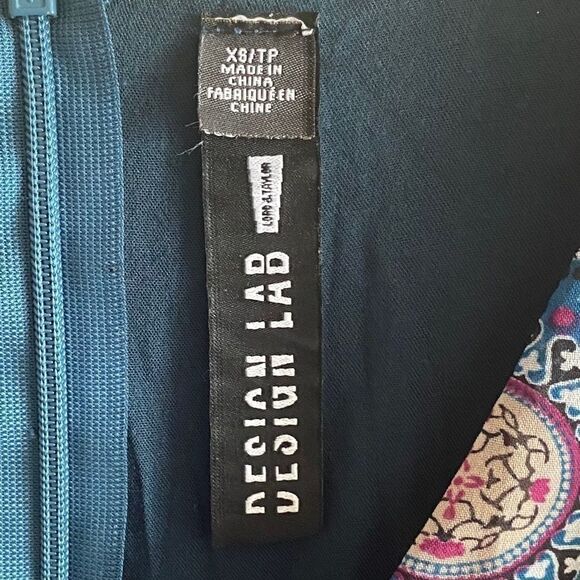 XS/TP
MADE IN
CHINA
FABRIQUÉ EN
CHINE
LORD & TAYLOR
DESIGN LAB